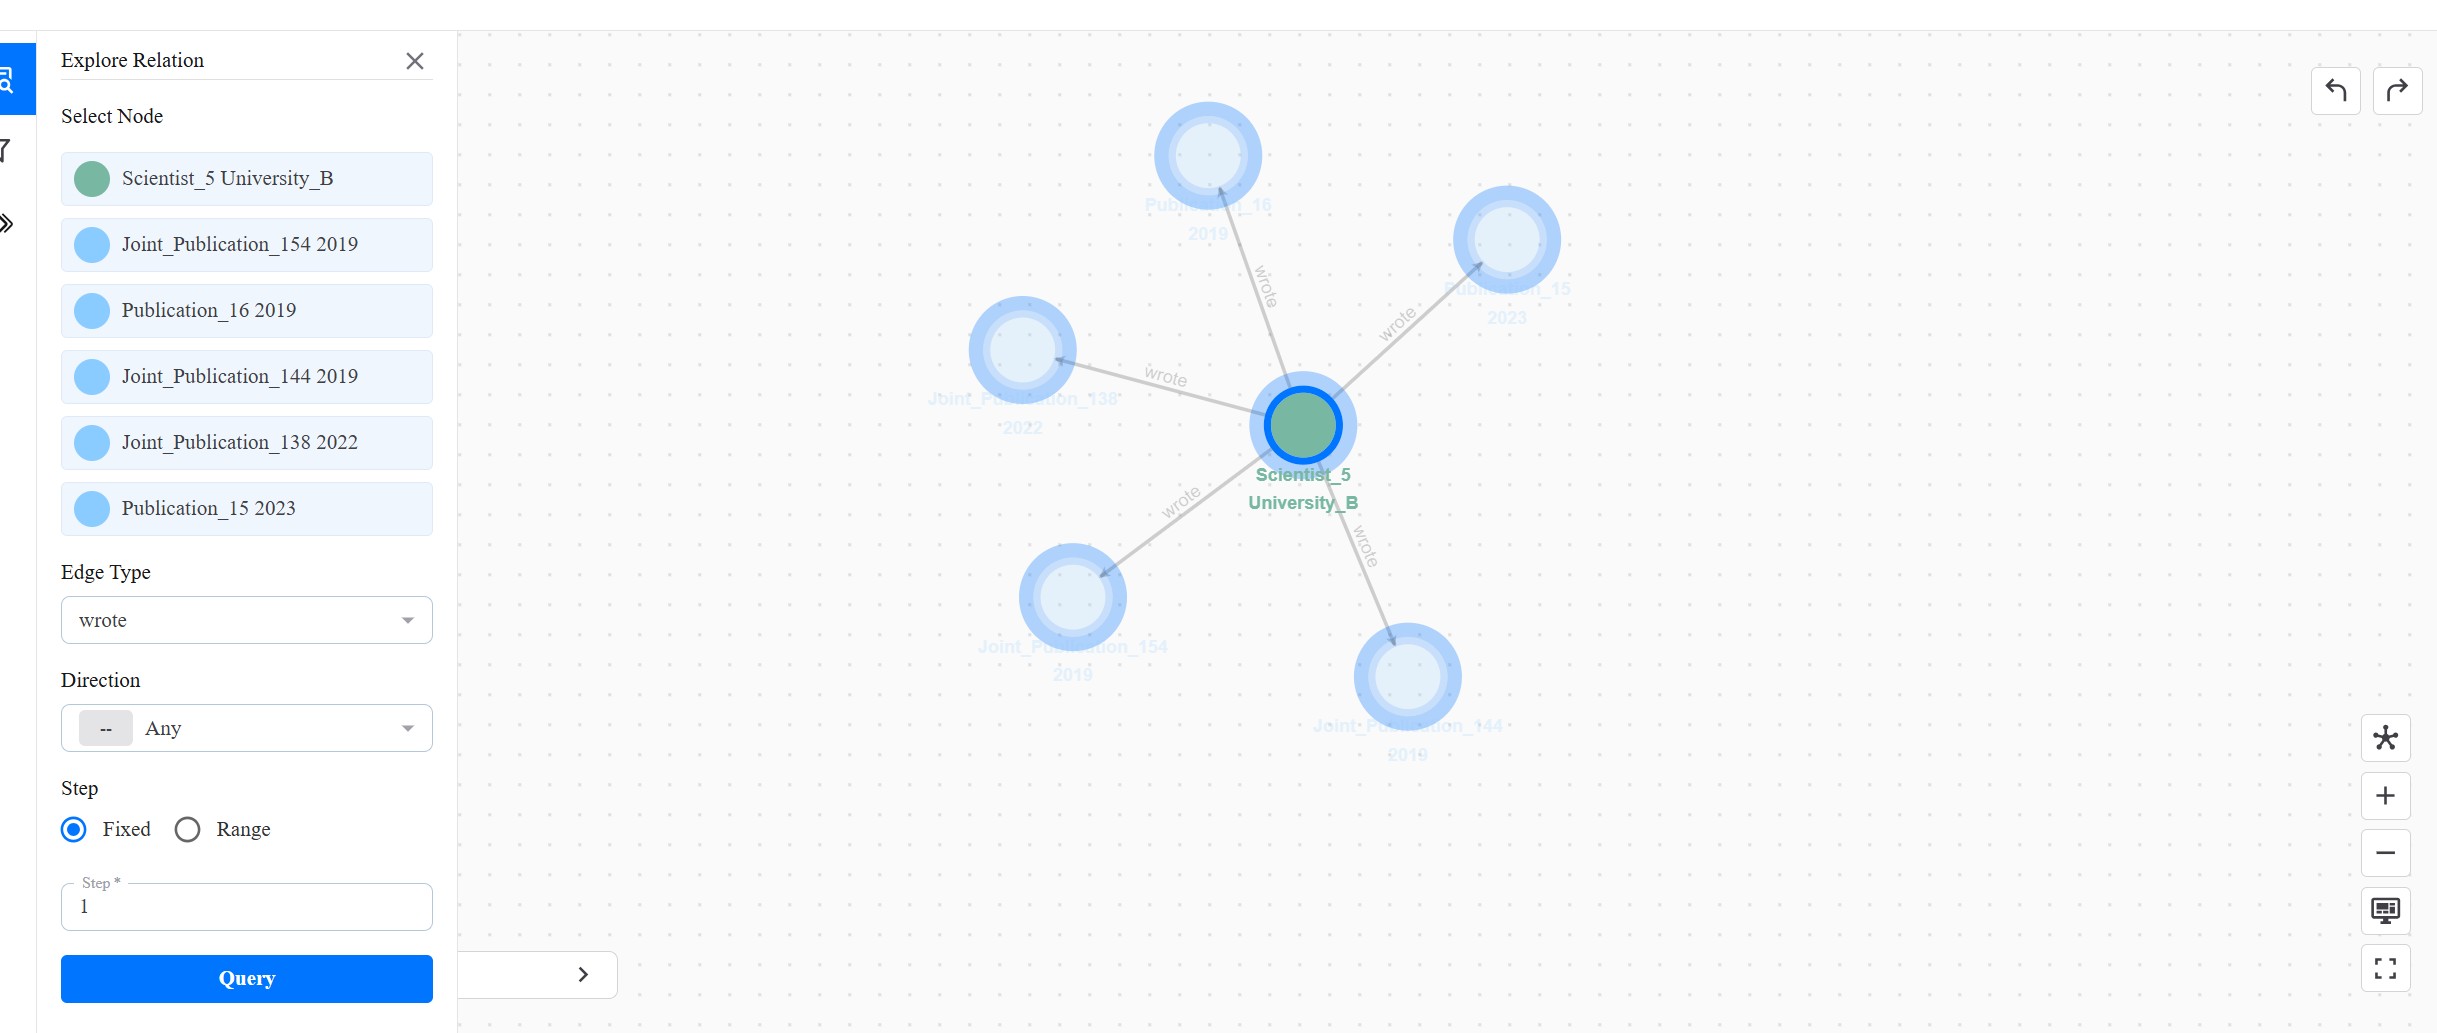 Explore Relation
Select Node
Scientist_5 University_B
Joint_Publication_154 2019
Publication_16 2019
Joint_Publication_144 2019
Joint_Publication_138 2022
Publication_15 2023
Edge Type
wrote
Direction
-- Any
Step
Fixed Range
Step *
1
Query
Publication_16
2019
Publication_15
2023
wrote
wrote
Joint_Publication_138
2022
wrote
Scientist_5
University_B
wrote
wrote
Joint_Publication_154
2019
Joint_Publication_144
2019